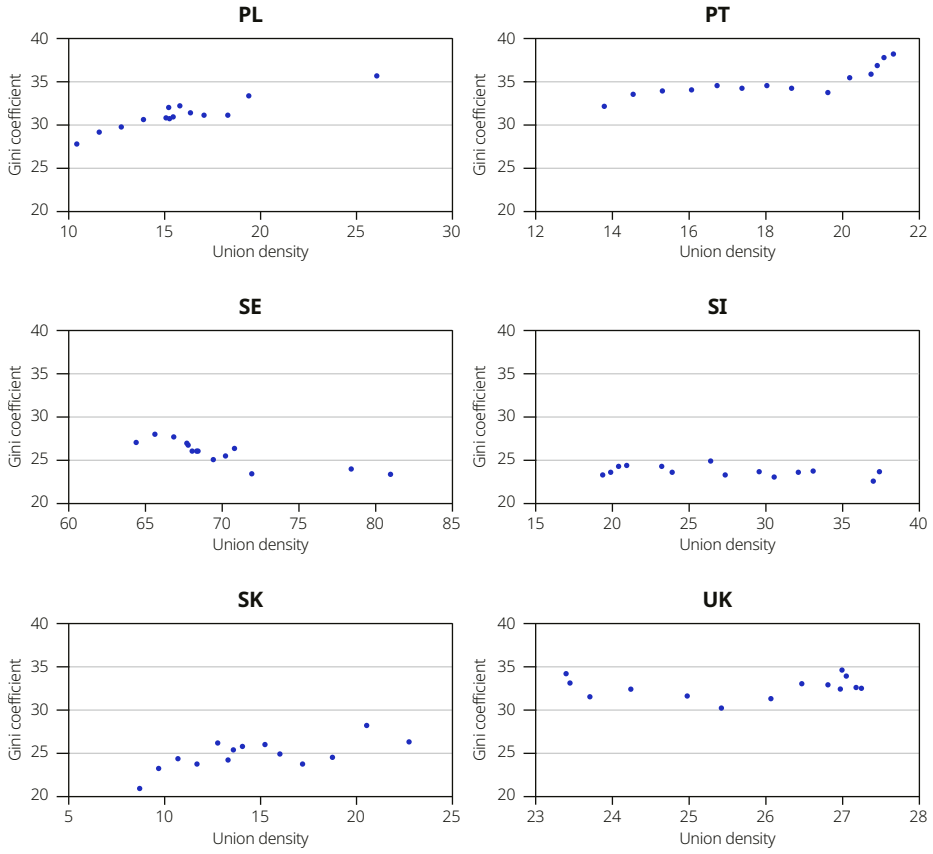 PL
40
35
30
25
20
Gini coefficient
10 15 20 25 30
Union density
PT
40
35
30
25
20
Gini coefficient
12 14 16 18 20 22
Union density
SE
40
35
30
25
20
Gini coefficient
60 65 70 75 80 85
Union density
SI
40
35
30
25
20
Gini coefficient
15 20 25 30 35 40
Union density
SK
40
35
30
25
20
Gini coefficient
5 10 15 20 25
Union density
UK
40
35
30
25
20
Gini coefficient
23 24 25 26 27 28
Union density